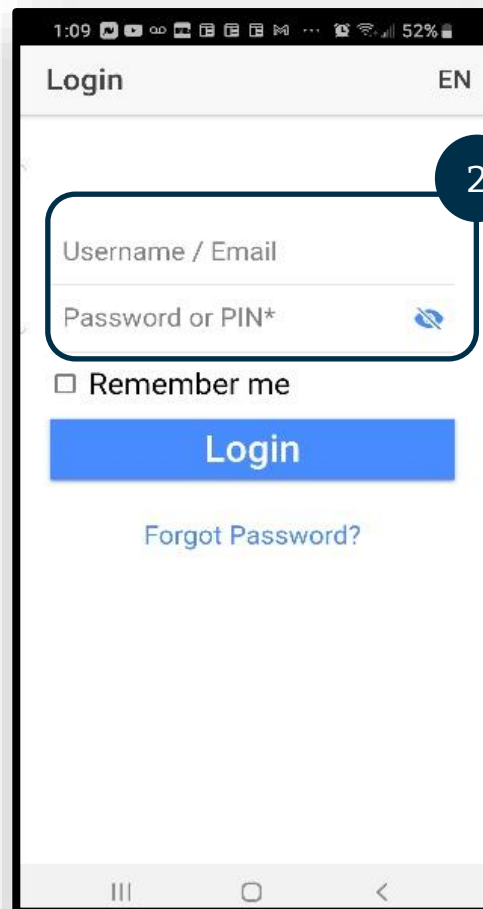 1:09 52%
Login EN
2
Username / Email
Password or PIN*
Remember me
Login
Forgot Password?